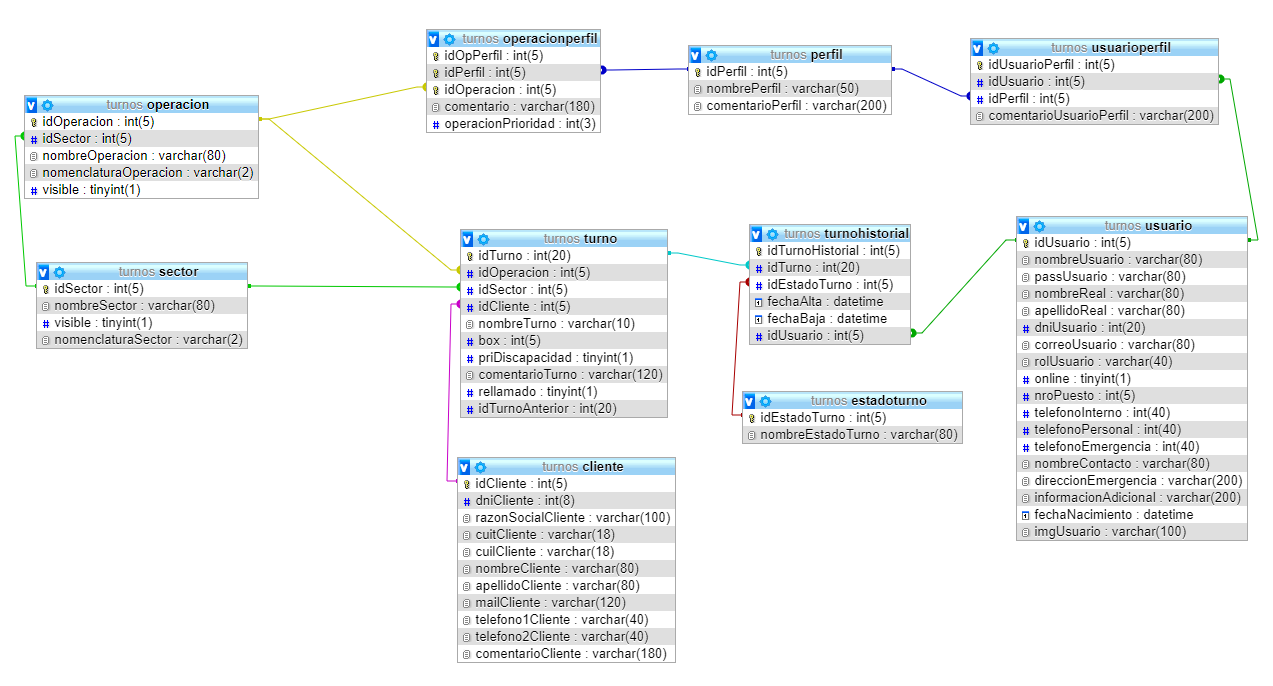 turnos operacionperfil
idOpPerfil : int(5)
idPerfil : int(5)
idOperacion : int(5)
comentario : varchar(180)
operacionPrioridad : int(3)
turnos perfil
idPerfil : int(5)
nombrePerfil : varchar(50)
comentarioPerfil : varchar(200)
turnos usuarioperfil
idUsuarioPerfil : int(5)
idUsuario : int(5)
idPerfil : int(5)
comentarioUsuarioPerfil : varchar(200)
turnos operacion
idOperacion : int(5)
idSector : int(5)
nombreOperacion : varchar(80)
nomenclaturaOperacion : varchar(2)
visible : tinyint(1)
turnos sector
idSector : int(5)
nombreSector : varchar(80)
visible : tinyint(1)
nomenclaturaSector : varchar(2)
turnos turno
idTurno : int(20)
idOperacion : int(5)
idSector : int(5)
idCliente : int(5)
nombreTurno : varchar(10)
box : int(5)
priDiscapacidad : tinyint(1)
comentarioTurno : varchar(120)
rellamado : tinyint(1)
idTurnoAnterior : int(20)
turnos turnohistorial
idTurnoHistorial : int(5)
idTurno : int(20)
idEstadoTurno : int(5)
fechaAlta : datetime
fechaBaja : datetime
idUsuario : int(5)
turnos estadoturno
idEstadoTurno : int(5)
nombreEstadoTurno : varchar(80)
turnos usuario
idUsuario : int(5)
nombreUsuario : varchar(80)
passUsuario : varchar(80)
nombreReal : varchar(80)
apellidoReal : varchar(80)
dniUsuario : int(20)
correoUsuario : varchar(80)
rolUsuario : varchar(40)
online : tinyint(1)
nroPuesto : int(5)
telefonoInterno : int(40)
telefonoPersonal : int(40)
telefonoEmergencia : int(40)
nombreContacto : varchar(80)
direccionEmergencia : varchar(200)
informacionAdicional : varchar(200)
fechaNacimiento : datetime
imgUsuario : varchar(100)
turnos cliente
idCliente : int(5)
dniCliente : int(8)
razonSocialCliente : varchar(100)
cuitCliente : varchar(18)
cuilCliente : varchar(18)
nombreCliente : varchar(80)
apellidoCliente : varchar(80)
mailCliente : varchar(120)
telefono1Cliente : varchar(40)
telefono2Cliente : varchar(40)
comentarioCliente : varchar(180)